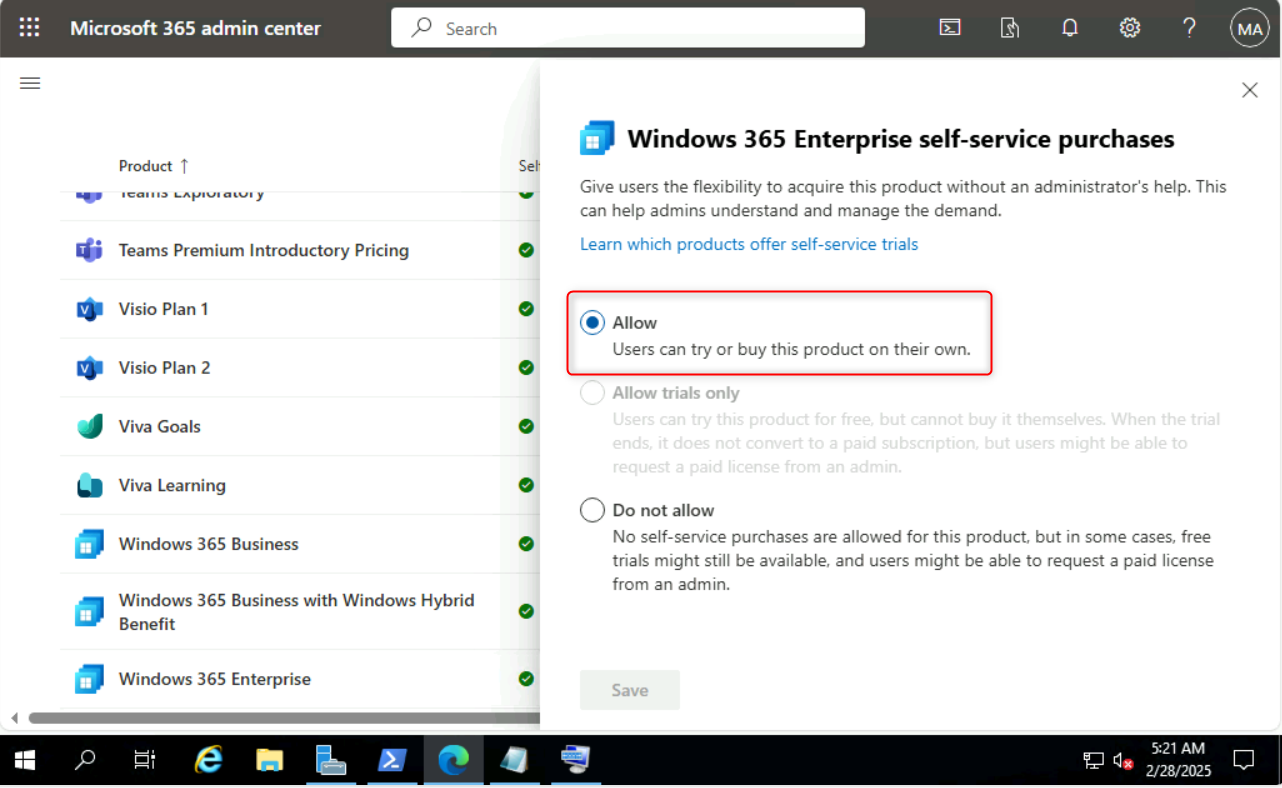 Microsoft 365 admin center
Search
MA
Product ↑
Sel
Teams Exploratory
Teams Premium Introductory Pricing
Visio Plan 1
Visio Plan 2
Viva Goals
Viva Learning
Windows 365 Business
Windows 365 Business with Windows Hybrid
Benefit
Windows 365 Enterprise
Windows 365 Enterprise self-service purchases
Give users the flexibility to acquire this product without an administrator's help. This
can help admins understand and manage the demand.
Learn which products offer self-service trials
Allow
Users can try or buy this product on their own.
Allow trials only
Users can try this product for free, but cannot buy it themselves. When the trial
ends, it does not convert to a paid subscription, but users might be able to
request a paid license from an admin.
Do not allow
No self-service purchases are allowed for this product, but in some cases, free
trials might still be available, and users might be able to request a paid license
from an admin.
Save
5:21 AM
2/28/2025